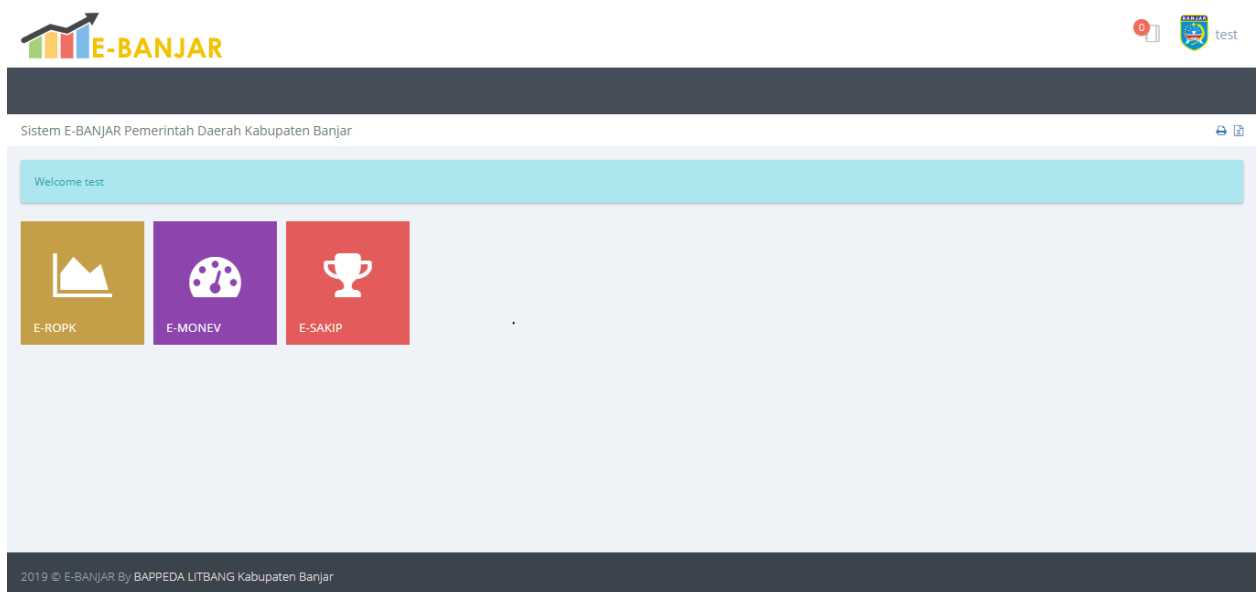 E-BANJAR
0
BANJAR
test
Sistem E-BANJAR Pemerintah Daerah Kabupaten Banjar
Welcome test
E-ROPK
E-MONEV
E-SAKIP
2019 © E-BANJAR By BAPPEDA LITBANG Kabupaten Banjar